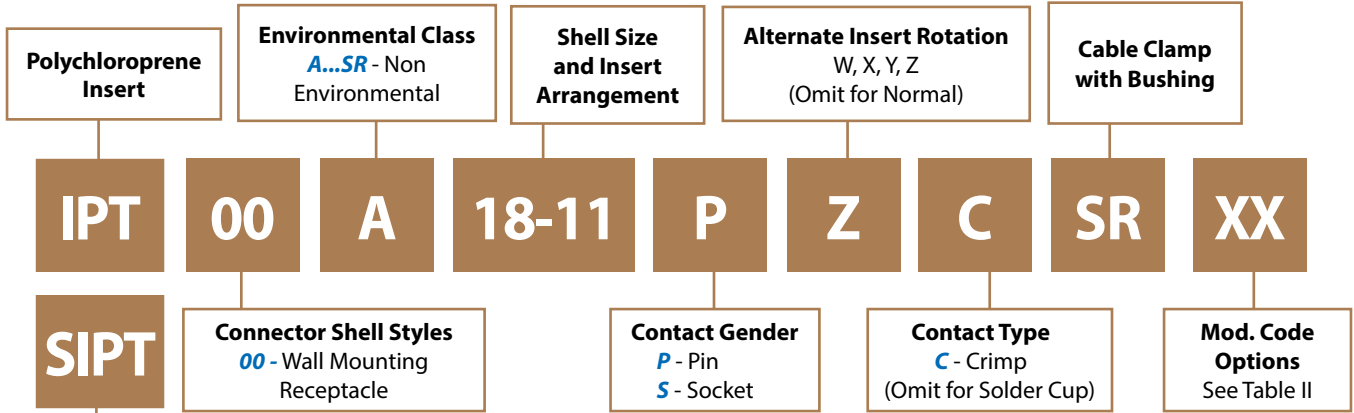 Polychloroprene
Insert
Environmental Class
A...SR - Non
Environmental
Shell Size
and Insert
Arrangement
Alternate Insert Rotation
W, X, Y, Z
(Omit for Normal)
Cable Clamp
with Bushing
IPT 00 A 18-11 P Z C SR XX
SIPT
Connector Shell Styles
00 - Wall Mounting
Receptacle
Contact Gender
P - Pin
S - Socket
Contact Type
C - Crimp
(Omit for Solder Cup)
Mod. Code
Options
See Table II